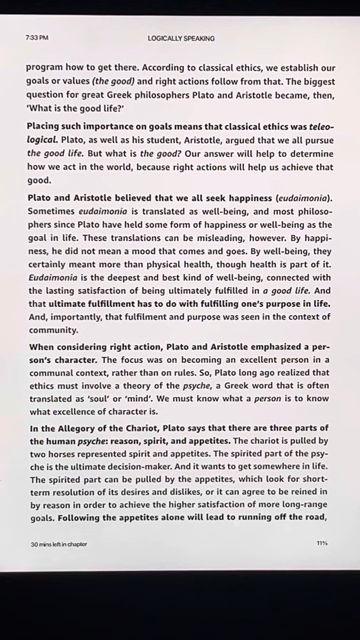 7:33 PM
LOGICALLY SPEAKING
program how to get there. According to classical ethics, we establish our
goals or values (the good) and right actions follow from that. The biggest
question for great Greek philosophers Plato and Aristotle became, then,
‘What is the good life?’
Placing such importance on goals means that classical ethics was teleo-
logical. Plato, as well as his student, Aristotle, argued that we all pursue
the good life. But what is the good? Our answer will help to determine
how we act in the world, because right actions will help us achieve that
good.
Plato and Aristotle believed that we all seek happiness (eudaimonia).
Sometimes eudaimonia is translated as well-being, and most philoso-
phers since Plato have held some form of happiness or well-being as the
goal in life. These translations can be misleading, however. By happi-
ness, he did not mean a mood that comes and goes. By well-being, they
certainly meant more than physical health, though health is part of it.
Eudaimonia is the deepest and best kind of well-being, connected with
the lasting satisfaction of being ultimately fulfilled in a good life. And
that ultimate fulfillment has to do with fulfilling one’s purpose in life.
And, importantly, that fulfilment and purpose was seen in the context of
community.
When considering right action, Plato and Aristotle emphasized a per-
son’s character. The focus was on becoming an excellent person in a
communal context, rather than on rules. So, Plato long ago realized that
ethics must involve a theory of the psyche, a Greek word that is often
translated as ‘soul’ or ‘mind’. We must know what a person is to know
what excellence of character is.
In the Allegory of the Chariot, Plato says that there are three parts of
the human psyche: reason, spirit, and appetites. The chariot is pulled by
two horses represented spirit and appetites. The spirited part of the psy-
che is the ultimate decision-maker. And it wants to get somewhere in life.
The spirited part can be pulled by the appetites, which look for short-
term resolution of its desires and dislikes, or it can agree to be reined in
by reason in order to achieve the higher satisfaction of more long-range
goals. Following the appetites alone will lead to running off the road,
30 mins left in chapter
11%